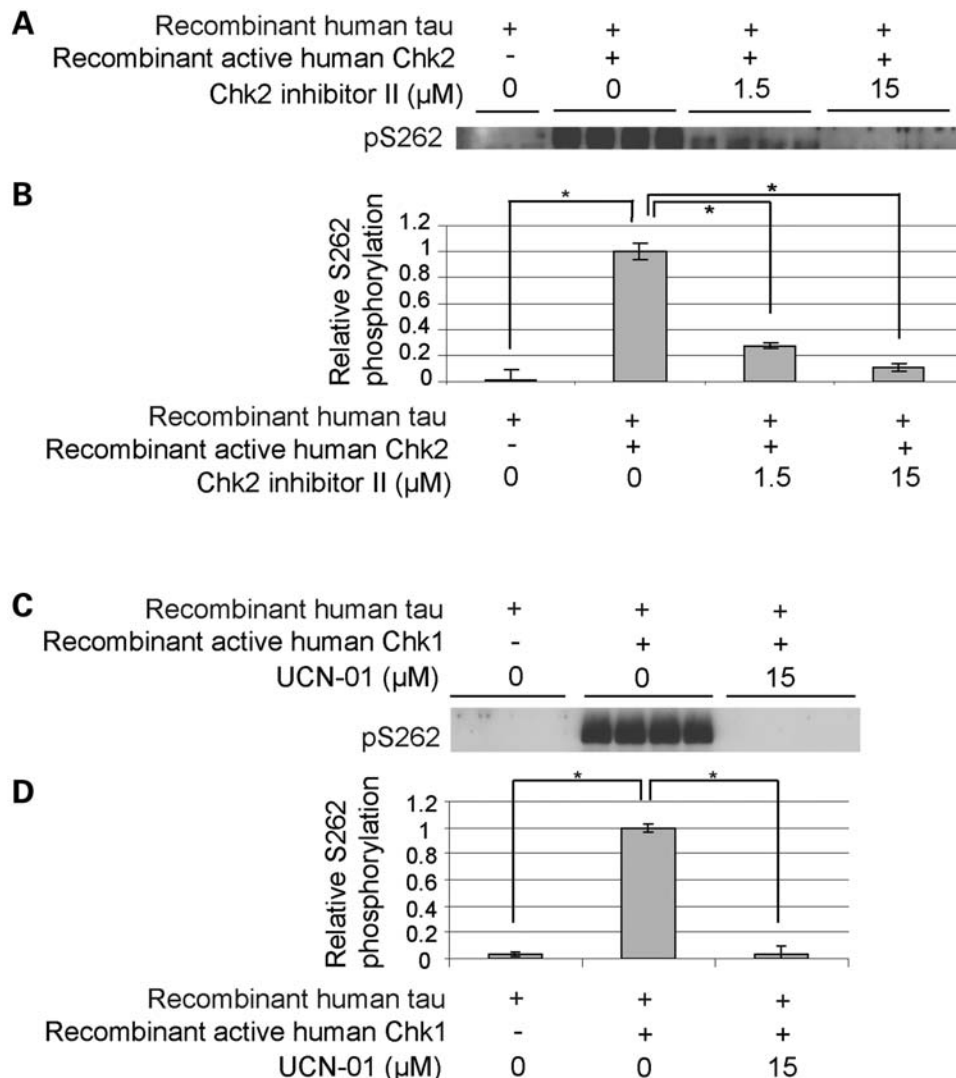 A
Recombinant human tau + + + +
Recombinant active human Chk2 - + + +
Chk2 inhibitor II (µM) 0 0 1.5 15
pS262
B
* * *
Relative S262
phosphorylation
1.2
1
0.8
0.6
0.4
0.2
0
Recombinant human tau + + + +
Recombinant active human Chk2 - + + +
Chk2 inhibitor II (µM) 0 0 1.5 15
C
Recombinant human tau + + +
Recombinant active human Chk1 - + +
UCN-01 (µM) 0 0 15
pS262
D
* *
Relative S262
phosphorylation
1.2
1
0.8
0.6
0.4
0.2
0
Recombinant human tau + + +
Recombinant active human Chk1 - + +
UCN-01 (µM) 0 0 15